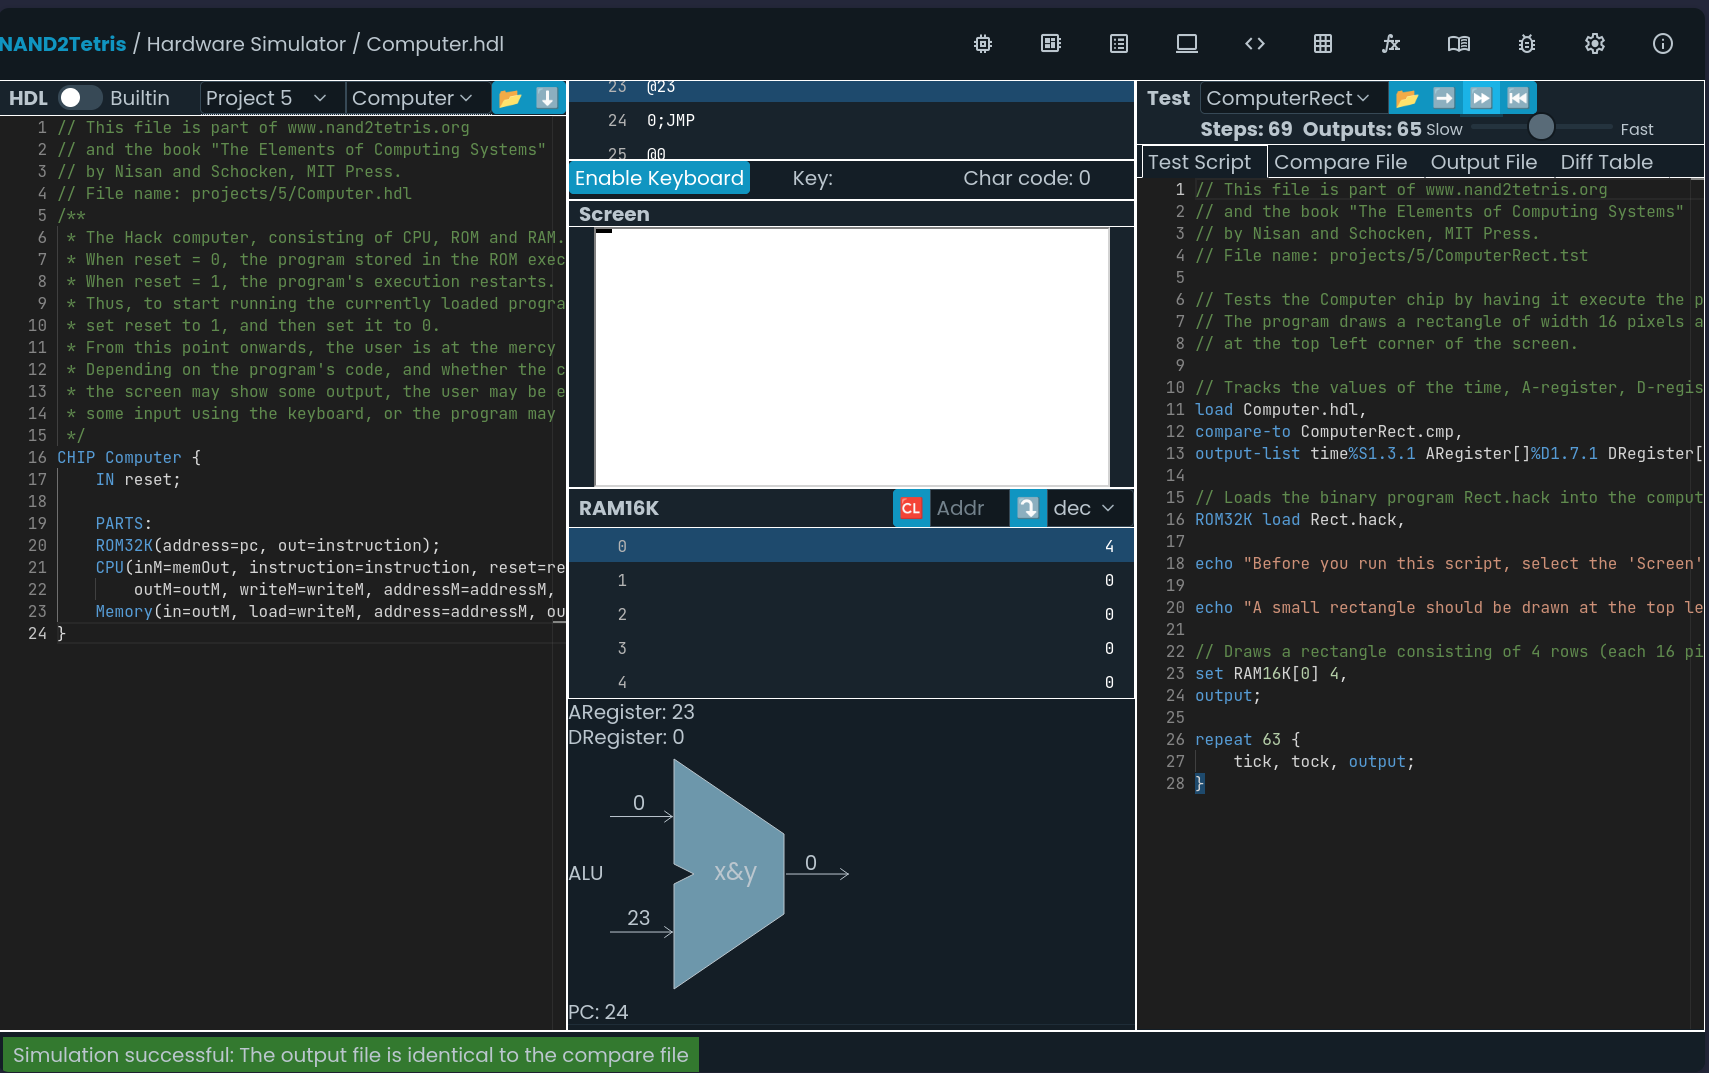 NAND2Tetris / Hardware Simulator / Computer.hdl
HDL Builtin Project 5 Computer
1 // This file is part of www.nand2tetris.org
2 // and the book "The Elements of Computing Systems"
3 // by Nisan and Schocken, MIT Press.
4 // File name: projects/5/Computer.hdl
5 /**
6 * The Hack computer, consisting of CPU, ROM and RAM.
7 * When reset = 0, the program stored in the ROM exec
8 * When reset = 1, the program's execution restarts.
9 * Thus, to start running the currently loaded progra
10 * set reset to 1, and then set it to 0.
11 * From this point onwards, the user is at the mercy
12 * Depending on the program's code, and whether the c
13 * the screen may show some output, the user may be e
14 * some input using the keyboard, or the program may
15 */
16 CHIP Computer {
17 IN reset;
18
19 PARTS:
20 ROM32K(address=pc, out=instruction);
21 CPU(inM=memOut, instruction=instruction, reset=re
22 outM=outM, writeM=writeM, addressM=addressM,
23 Memory(in=outM, load=writeM, address=addressM, ou
24 }
23 @23
24 0;JMP
25 @0
Enable Keyboard Key: Char code: 0
Screen
RAM16K CL Addr dec
0 4
1 0
2 0
3 0
4 0
ARegister: 23
DRegister: 0
0
ALU x&y 0
23
PC: 24
Test ComputerRect
Steps: 69 Outputs: 65 Slow Fast
Test Script Compare File Output File Diff Table
1 // This file is part of www.nand2tetris.org
2 // and the book "The Elements of Computing Systems"
3 // by Nisan and Schocken, MIT Press.
4 // File name: projects/5/ComputerRect.tst
5
6 // Tests the Computer chip by having it execute the p
7 // The program draws a rectangle of width 16 pixels a
8 // at the top left corner of the screen.
9
10 // Tracks the values of the time, A-register, D-regis
11 load Computer.hdl,
12 compare-to ComputerRect.cmp,
13 output-list time%S1.3.1 ARegister[]%D1.7.1 DRegister[
14
15 // Loads the binary program Rect.hack into the comput
16 ROM32K load Rect.hack,
17
18 echo "Before you run this script, select the 'Screen'
19
20 echo "A small rectangle should be drawn at the top le
21
22 // Draws a rectangle consisting of 4 rows (each 16 pi
23 set RAM16K[0] 4,
24 output;
25
26 repeat 63 {
27 tick, tock, output;
28 }
Simulation successful: The output file is identical to the compare file